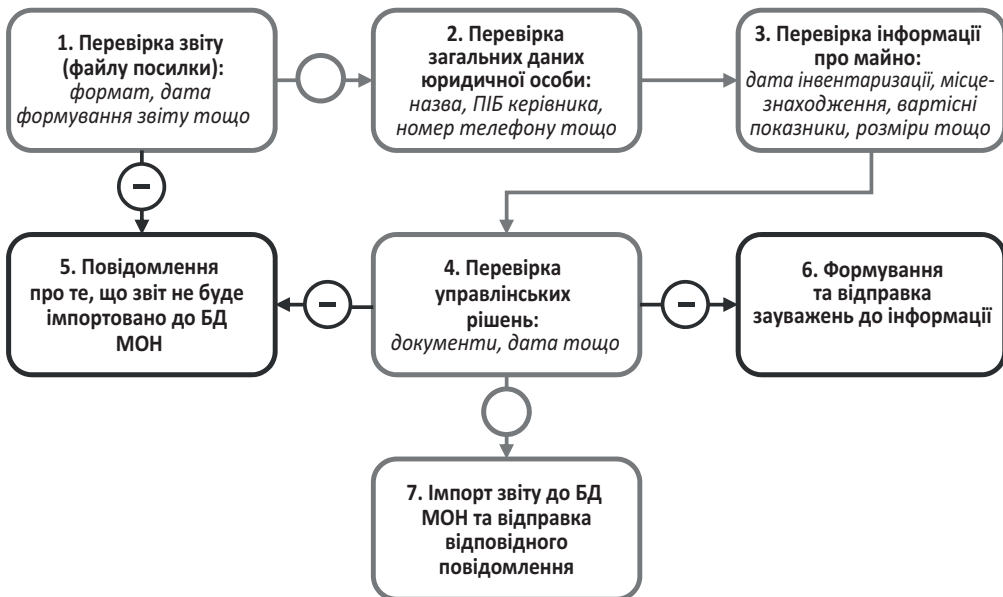 1. Перевірка звіту
(файлу посилки):
формат, дата
формування звіту тощо
2. Перевірка
загальних даних
юридичної особи:
назва, ПІБ керівника,
номер телефону тощо
3. Перевірка інформації
про майно:
дата інвентаризації, місце-
знаходження, вартісні
показники, розміри тощо
–
5. Повідомлення
про те, що звіт не буде
імпортовано до БД
МОН
–
4. Перевірка
управлінських
рішень:
документи, дата тощо
–
6. Формування
та відправка
зауважень до інформації
7. Імпорт звіту до БД
МОН та відправка
відповідного
повідомлення